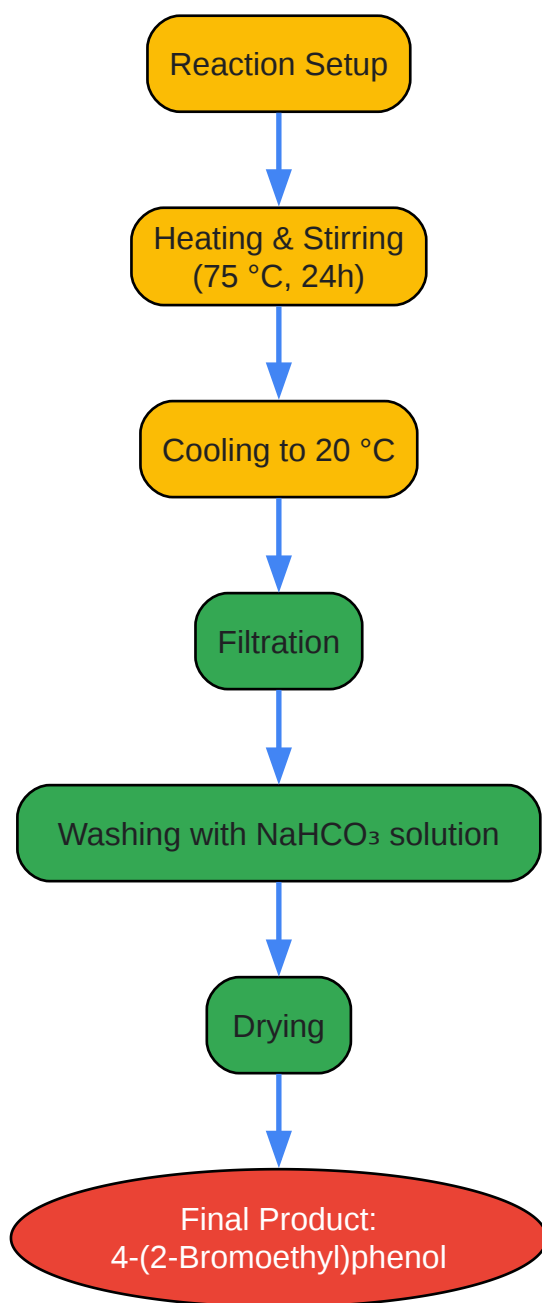 Reaction Setup
Heating & Stirring
(75 °C, 24h)
Cooling to 20 °C
Filtration
Washing with NaHCO₃ solution
Drying
Final Product:
4-(2-Bromoethyl)phenol